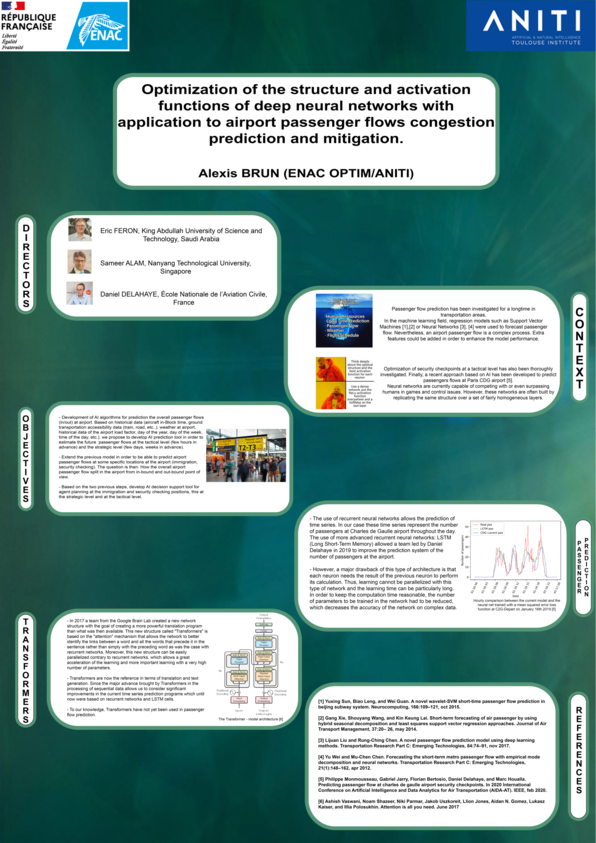 RÉPUBLIQUE
FRANÇAISE
Liberté
Égalité
Fraternité
ENAC
ANITI
ARTIFICIAL & NATURAL INTELLIGENCE
TOULOUSE INSTITUTE
Optimization of the structure and activation
functions of deep neural networks with
application to airport passenger flows congestion
prediction and mitigation.
Alexis BRUN (ENAC OPTIM/ANITI)
DIRECTORS
Eric FERON, King Abdullah University of Science and
Technology, Saudi Arabia
Sameer ALAM, Nanyang Technological University,
Singapore
Daniel DELAHAYE, École Nationale de l'Aviation Civile,
France
CONTEXT
Passenger flow prediction has been investigated for a longtime in
transportation areas.
In the machine learning field, regression models such as Support Vector
Machines [1],[2] or Neural Networks [3], [4] were used to forecast passenger
flow. Nevertheless, an airport passenger flow is a complex process. Extra
features could be added in order to enhance the model performance.
Think deeply
about the optimal
structure and the
best activation
function for each
neuron
Use a dense
network put the
RELU activation
function
everywhere and a
softmax on the
last layer
Optimization of security checkpoints at a tactical level has also been thoroughly
investigated. Finally, a recent approach based on AI has been developed to predict
passengers flows at Paris CDG airport [5].
Neural networks are currently capable of competing with or even surpassing
humans in games and control issues. However, these networks are often built by
replicating the same structure over a set of fairly homogeneous layers.
OBJECTIVES
- Development of AI algorithms for prediction the overall passenger flows
(in/out) at airport. Based on historical data (aircraft in-Block time, ground
transportation accessibility data (train, road, etc..), weather at airport,
historical data of the airport load factor, day of the year, day of the week,
time of the day, etc.), we propose to develop AI prediction tool in order to
estimate the future passenger flows at the tactical level (few hours in
advance) and the strategic level (few days, weeks in advance).
- Extend the previous model in order to be able to predict airport
passenger flows at some specific locations at the airport (immigration,
security checking). The question is then: How the overall airport
passenger flow split in the airport from in-bound and out-bound point of
view.
- Based on the two previous steps, develop AI decision support tool for
agent planning at the immigration and security checking positions, this at
the strategic level and at the tactical level.
T2-T3
PASSENGER PREDICTION
- The use of recurrent neural networks allows the prediction of
time series. In our case these time series represent the number
of passengers at Charles de Gaulle airport throughout the day.
The use of more advanced recurrent neural networks: LSTM
(Long Short-Term Memory) allowed a team led by Daniel
Delahaye in 2019 to improve the prediction system of the
number of passengers at the airport.
- However, a major drawback of this type of architecture is that
each neuron needs the result of the previous neuron to perform
its calculation. Thus, learning cannot be parallelized with this
type of network and the learning time can be particularly long.
In order to keep the computation time reasonable, the number
of parameters to be trained in the network had to be reduced,
which decreases the accuracy of the network on complex data.
Hourly comparison between the current model and the
neural net trained with a mean squared error loss
function at C2G-Départ on January 16th 2019 [5]
TRANSFORMERS
- In 2017 a team from the Google Brain Lab created a new network
structure with the goal of creating a more powerful translation program
than what was then available. This new structure called "Transformers" is
based on the "attention" mechanism that allows the network to better
identify the links between a word and all the words that precede it in the
sentence rather than simply with the preceding word as was the case with
recurrent networks. Moreover, the new structure can be easily
parallelized contrary to recurrent networks, which allows a great
acceleration of the learning and more important learning with a very high
number of parameters.
- Transformers are now the reference in terms of translation and text
generation. Since the major advance brought by Transformers in the
processing of sequential data allows us to consider significant
improvements in the current time series prediction programs which until
now were based on recurrent networks and LSTM cells.
- To our knowledge, Transformers have not yet been used in passenger
flow prediction.
The Transformer - model architecture [6]
REFERENCES
[1] Yuxing Sun, Biao Leng, and Wei Guan. A novel wavelet-SVM short-time passenger flow prediction in
beijing subway system. Neurocomputing, 166:109–121, oct 2015.
[2] Gang Xie, Shouyang Wang, and Kin Keung Lai. Short-term forecasting of air passenger by using
hybrid seasonal decomposition and least squares vector regression approaches. Journal of Air
Transport Management, 37:20– 26, may 2014.
[3] Lijuan Liu and Rung-Ching Chen. A novel passenger flow prediction model using deep learning
methods. Transportation Research Part C: Emerging Technologies, 84:74–91, nov 2017.
[4] Yu Wei and Mu-Chen Chen. Forecasting the short-term metro passenger flow with empirical mode
decomposition and neural networks. Transportation Research Part C: Emerging Technologies,
21(1):148–162, apr 2012.
[5] Philippe Monmousseau, Gabriel Jarry, Florian Bertosio, Daniel Delahaye, and Marc Houalla.
Predicting passenger flow at charles de gaulle airport security checkpoints. In 2020 International
Conference on Artificial Intelligence and Data Analytics for Air Transportation (AIDA-AT). IEEE, feb 2020.
[6] Ashish Vaswani, Noam Shazeer, Niki Parmar, Jakob Uszkoreit, Llion Jones, Aidan N. Gomez, Lukasz
Kaiser, and Illia Polosukhin. Attention is all you need. June 2017